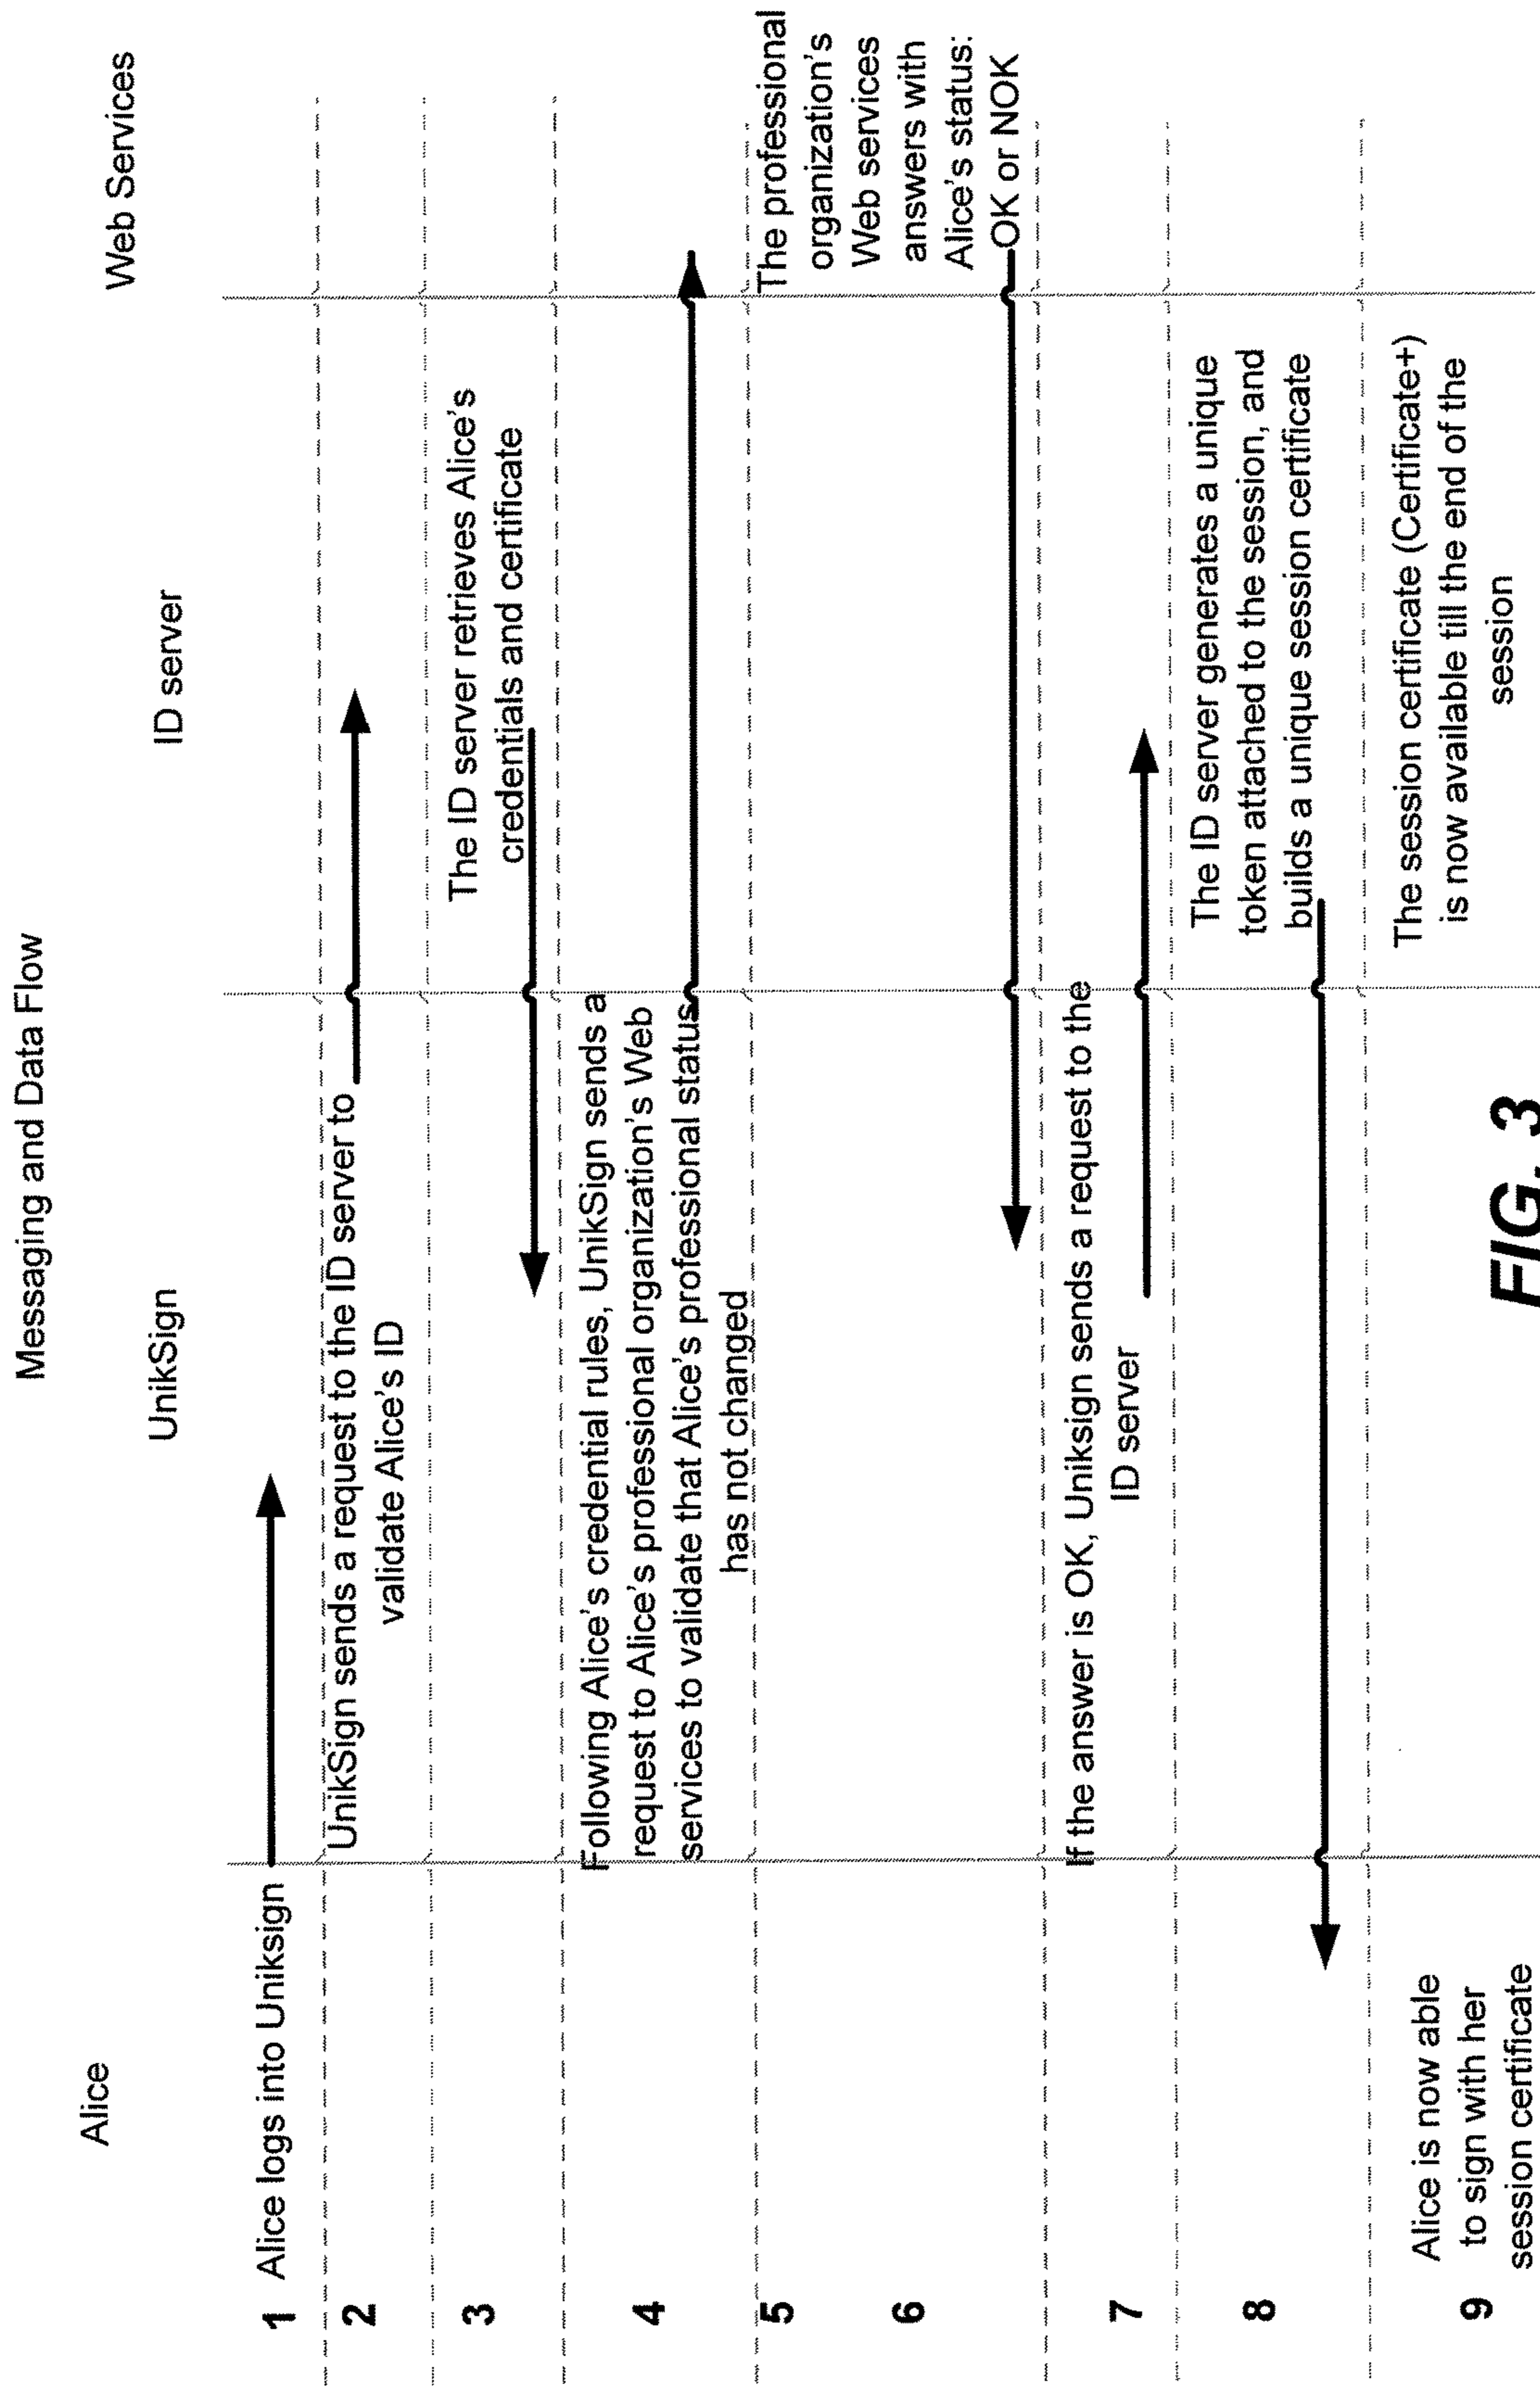 Messaging and Data Flow
Alice
UnikSign
ID server
Web Services
1
Alice logs into Uniksign
2
UnikSign sends a request to the ID server to
validate Alice's ID
3
The ID server retrieves Alice's
credentials and certificate
4
Following Alice's credential rules, UnikSign sends a
request to Alice's professional organization's Web
services to validate that Alice's professional status
has not changed
5
The professional
organization's
Web services
answers with
Alice's status:
OK or NOK
6
7
If the answer is OK, Uniksign sends a request to the
ID server
8
The ID server generates a unique
token attached to the session, and
builds a unique session certificate
9
Alice is now able
to sign with her
session certificate
The session certificate (Certificate+)
is now available till the end of the
session
FIG. 3